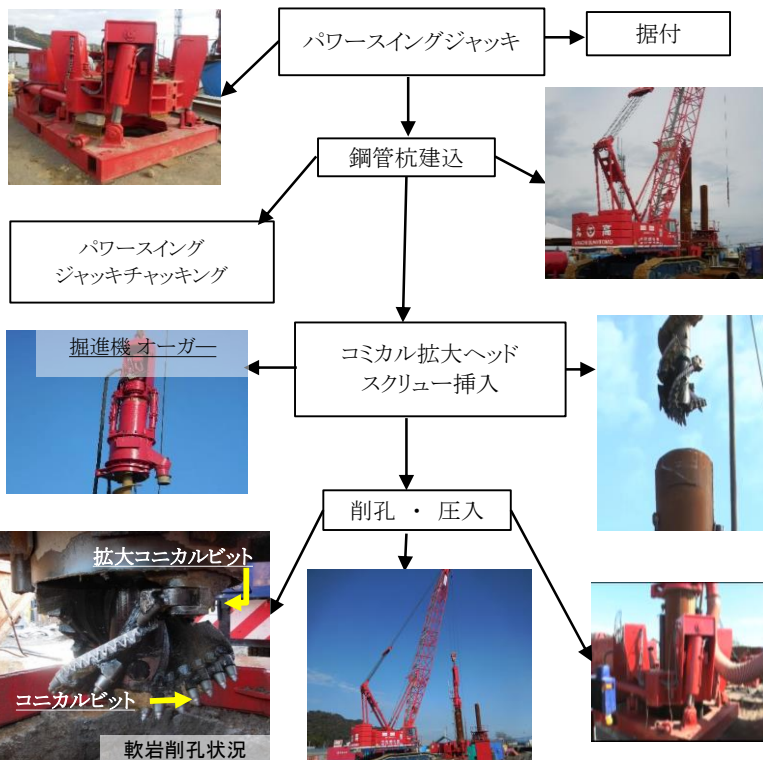 パワースイングジャッキ
据付
鋼管杭建込
パワースイング
ジャッキチャッキング
掘進機 オーガー
コミカル拡大ヘッド
スクリュー挿入
削孔 ・ 圧入
拡大コニカルビット
コニカルビット
軟岩削孔状況